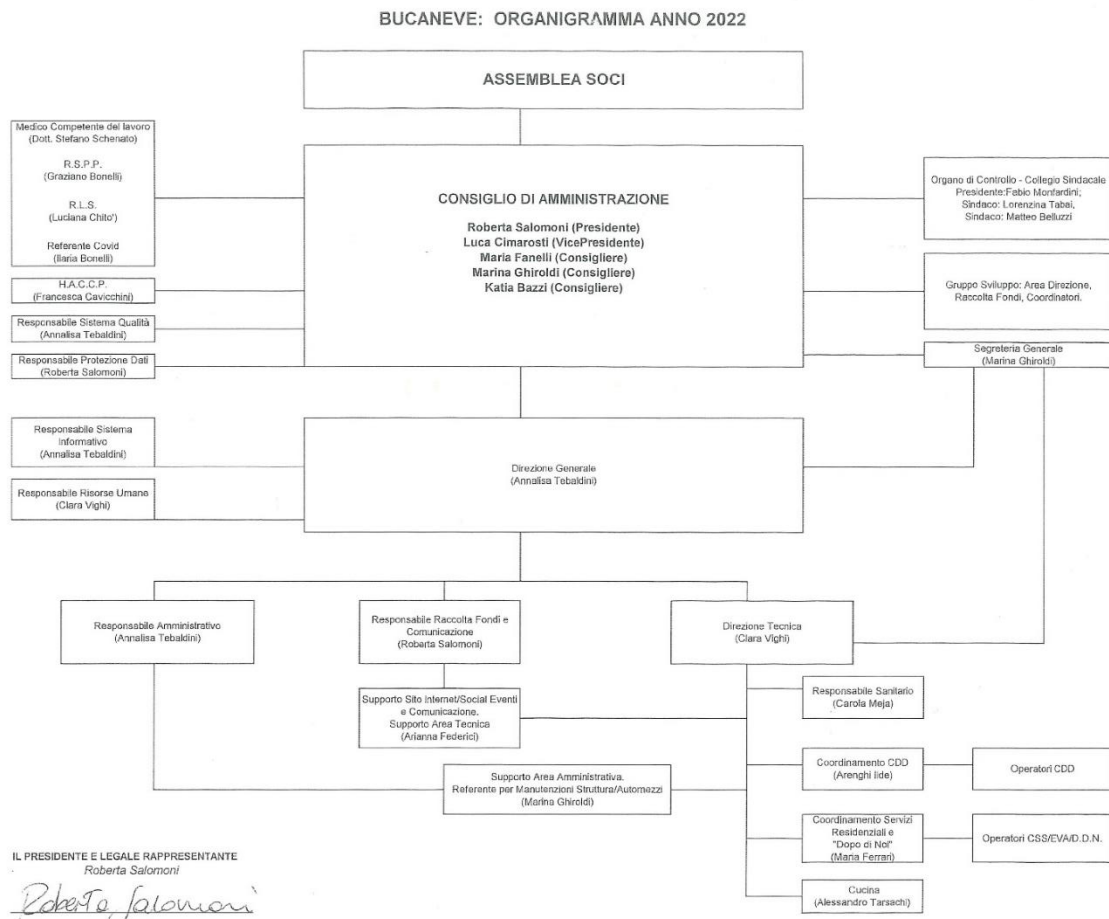 BUCANEVE: ORGANIGRAMMA ANNO 2022
ASSEMBLEA SOCI
Medico Competente del lavoro
(Dott. Stefano Schenato)
R.S.P.P.
(Graziano Bonelli)
R.L.S.
(Luciana Chito')
Referente Covid
(Ilaria Bonelli)
H.A.C.C.P.
(Francesca Cavicchini)
Responsabile Sistema Qualità
(Annalisa Tebaldini)
Responsabile Protezione Dati
(Roberta Salomoni)
CONSIGLIO DI AMMINISTRAZIONE
Roberta Salomoni (Presidente)
Luca Cimarosti (VicePresidente)
Maria Fanelli (Consigliere)
Marina Ghiroldi (Consigliere)
Katia Bazzi (Consigliere)
Organo di Controllo - Collegio Sindacale
Presidente:Fabio Monfardini;
Sindaco: Lorenzina Tabai,
Sindaco: Matteo Belluzzi
Gruppo Sviluppo: Area Direzione,
Raccolta Fondi, Coordinatori.
Segreteria Generale
(Marina Ghiroldi)
Responsabile Sistema
Informativo
(Annalisa Tebaldini)
Responsabile Risorse Umane
(Clara Vighi)
Direzione Generale
(Annalisa Tebaldini)
Responsabile Amministrativo
(Annalisa Tebaldini)
Responsabile Raccolta Fondi e
Comunicazione
(Roberta Salomoni)
Direzione Tecnica
(Clara Vighi)
Supporto Sito Internet/Social Eventi
e Comunicazione.
Supporto Area Tecnica
(Arianna Federici)
Responsabile Sanitario
(Carola Meja)
Supporto Area Amministrativa.
Referente per Manutenzioni Struttura/Automezzi
(Marina Ghiroldi)
Coordinamento CDD
(Arenghi Iide)
Operatori CDD
Coordinamento Servizi
Residenziali e
"Dopo di Noi"
(Maria Ferrari)
Operatori CSS/EVA/D.D.N.
Cucina
(Alessandro Tarsachi)
IL PRESIDENTE E LEGALE RAPPRESENTANTE
Roberta Salomoni
Roberta Salomoni